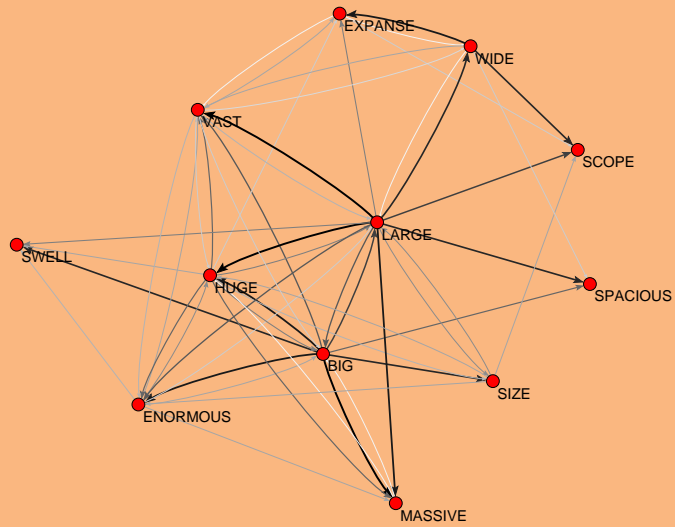 EXPANSE
WIDE
VAST
SCOPE
LARGE
SWELL
HUGE
SPACIOUS
BIG
SIZE
ENORMOUS
MASSIVE